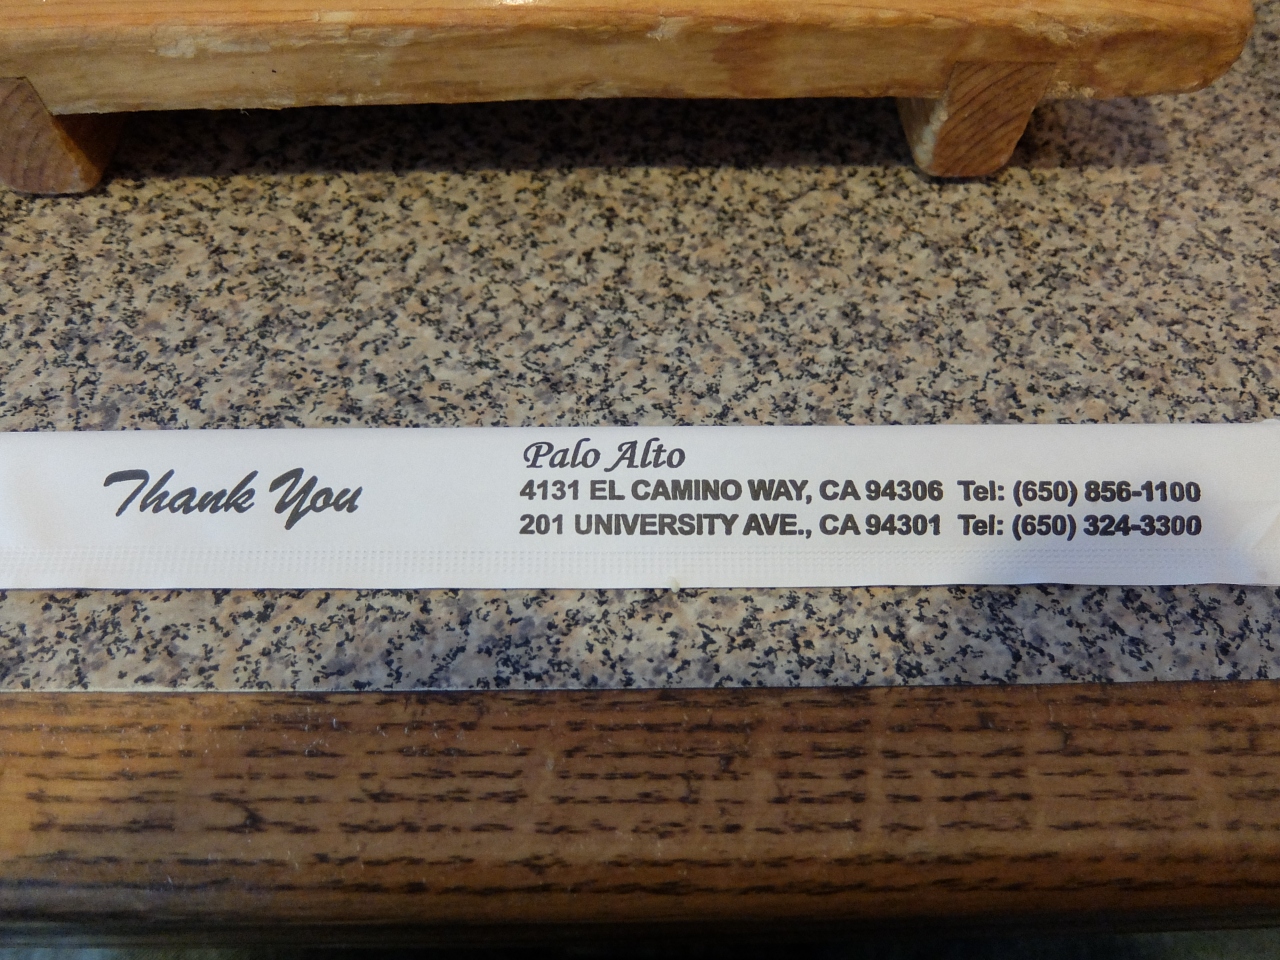 Thank You
Palo Alto
4131 EL CAMINO WAY, CA 94306 Tel: (650) 856-1100
201 UNIVERSITY AVE., CA 94301 Tel: (650) 324-3300